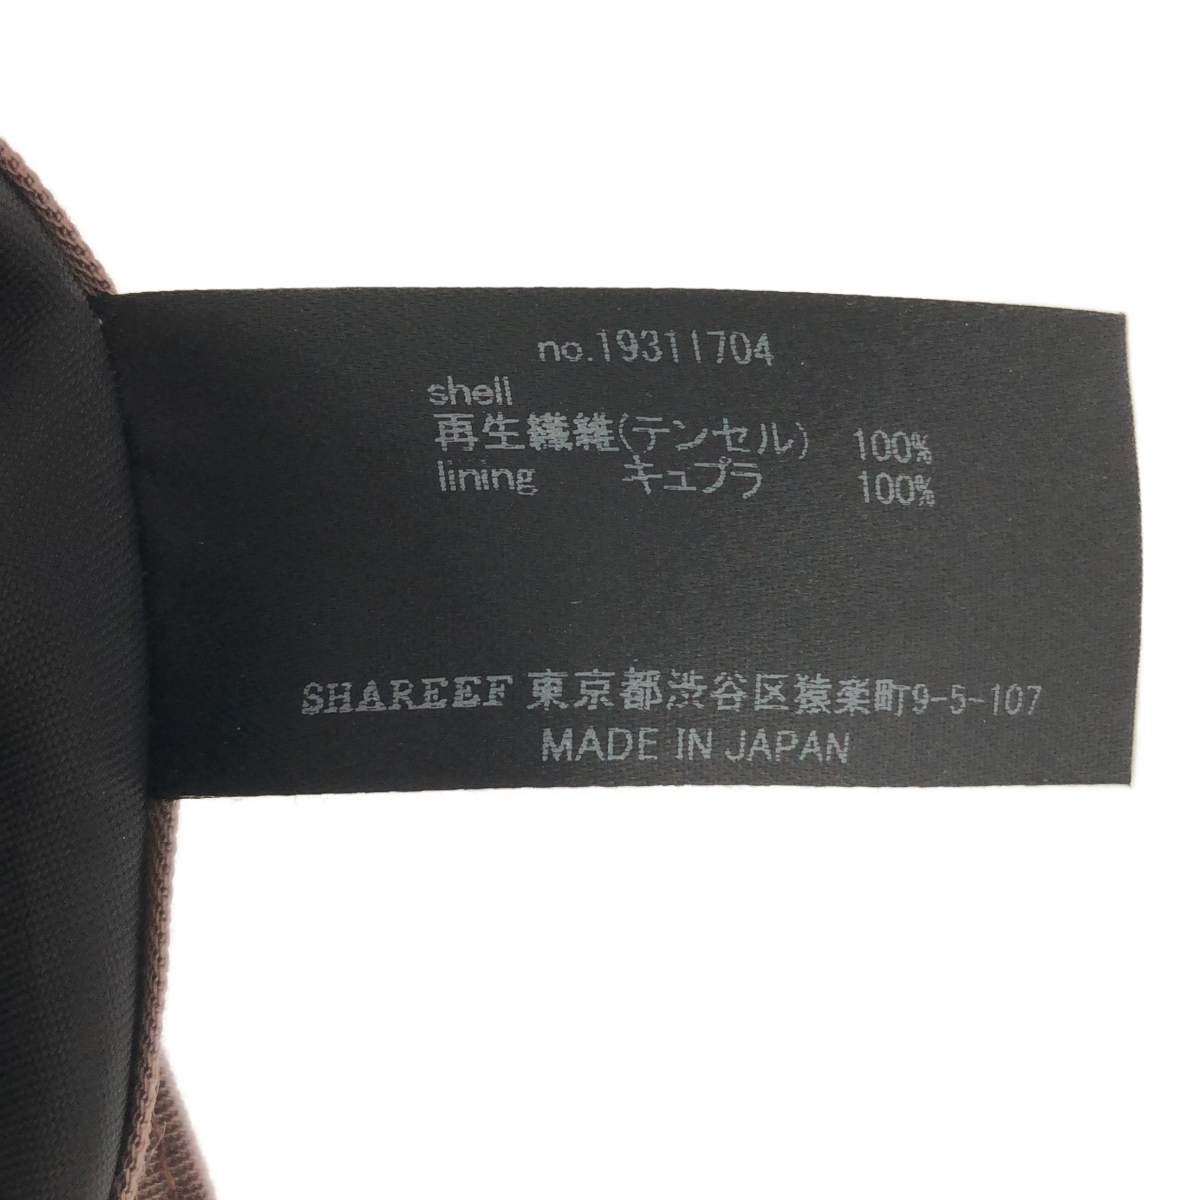 no.19311704
shell
再生繊維(テンセル) 100%
lining キュプラ 100%
SHAREEF 東京都渋谷区猿楽町9-5-107
MADE IN JAPAN